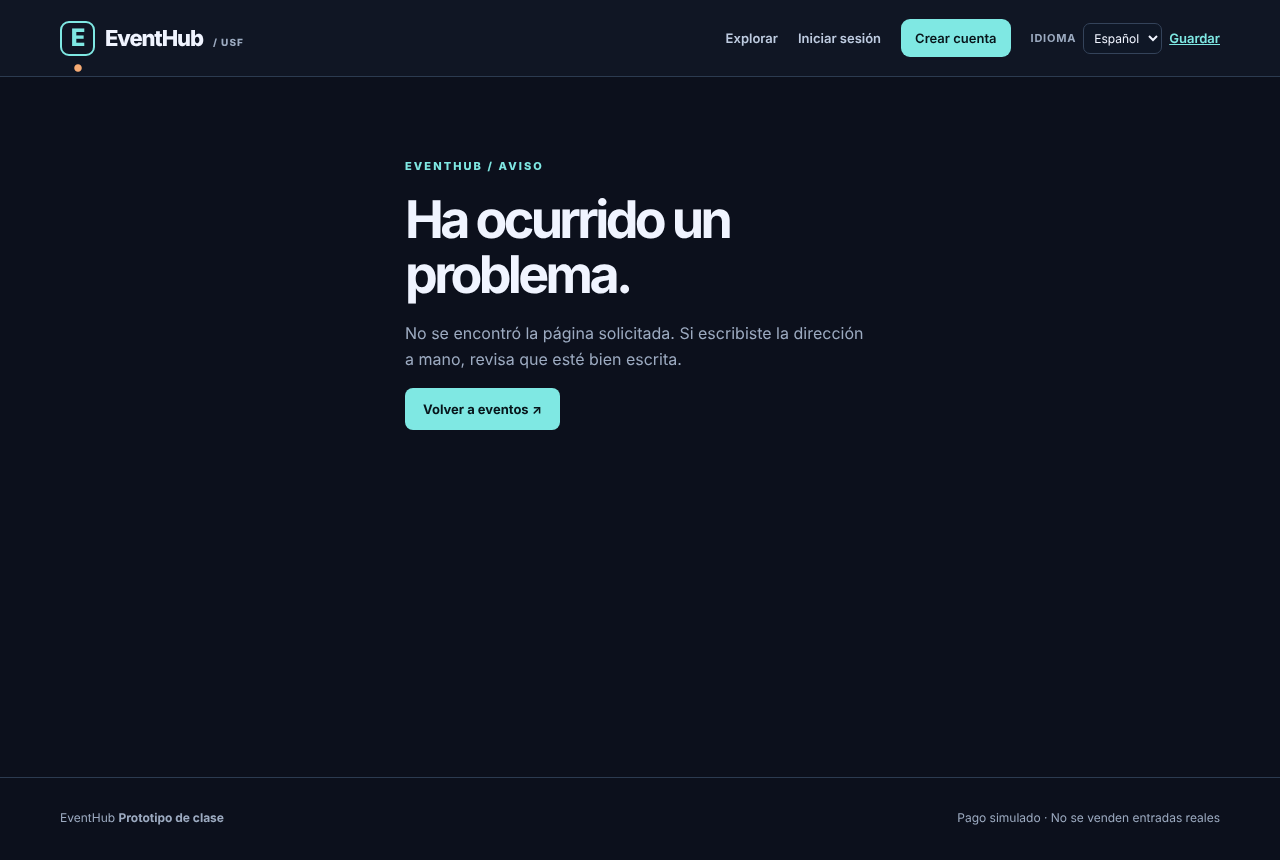 E EventHub / USF
Explorar Iniciar sesión Crear cuenta IDIOMA Español Guardar
EVENTHUB / AVISO
Ha ocurrido un
problema.
No se encontró la página solicitada. Si escribiste la dirección
a mano, revisa que esté bien escrita.
Volver a eventos ↗
EventHub Prototipo de clase
Pago simulado · No se venden entradas reales